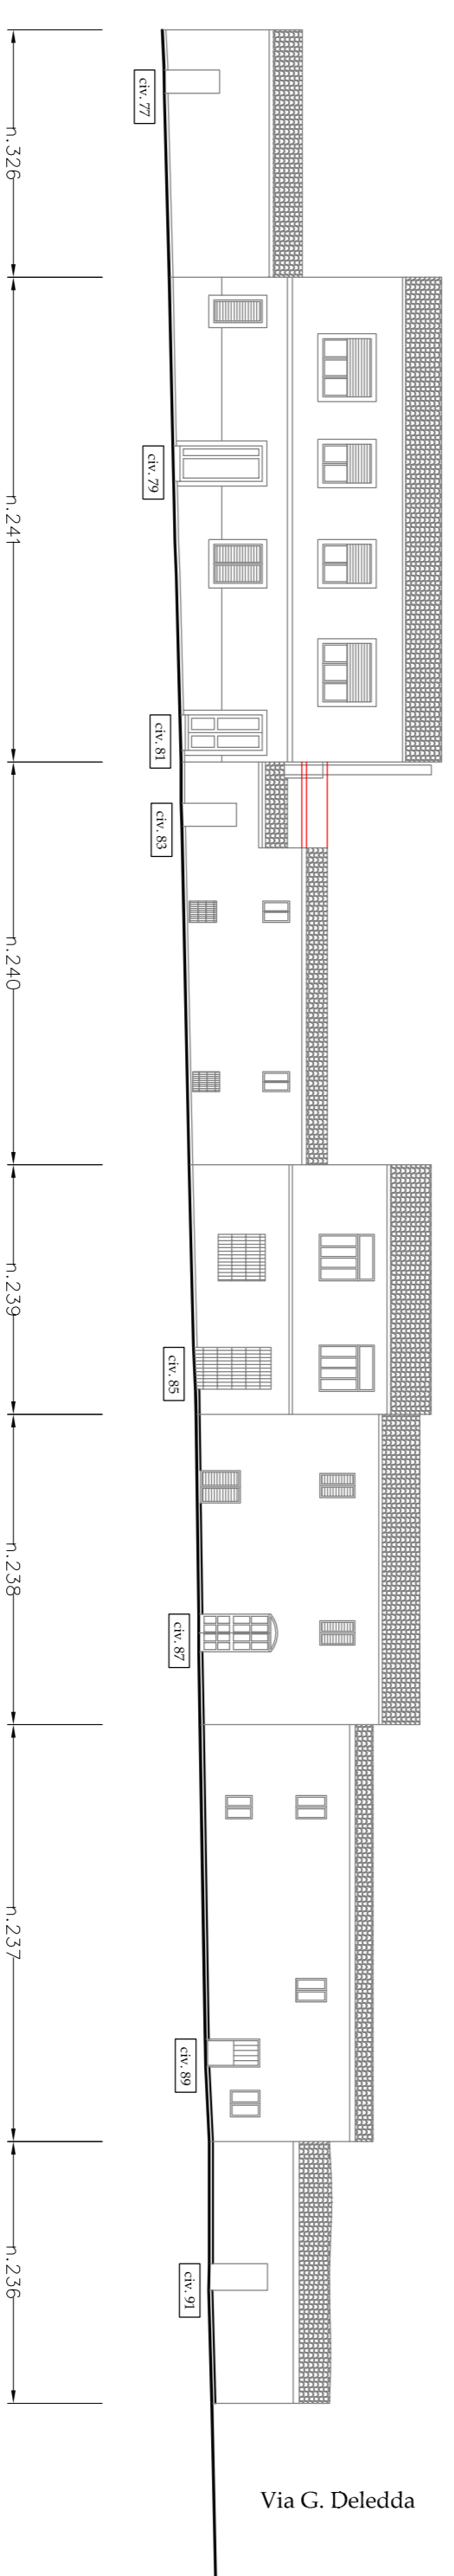 civ. 77
n.326
civ. 79
n.241
civ. 81
civ. 83
n.240
civ. 85
n.239
civ. 87
n.238
civ. 89
n.237
civ. 91
n.236
Via G. Deledda